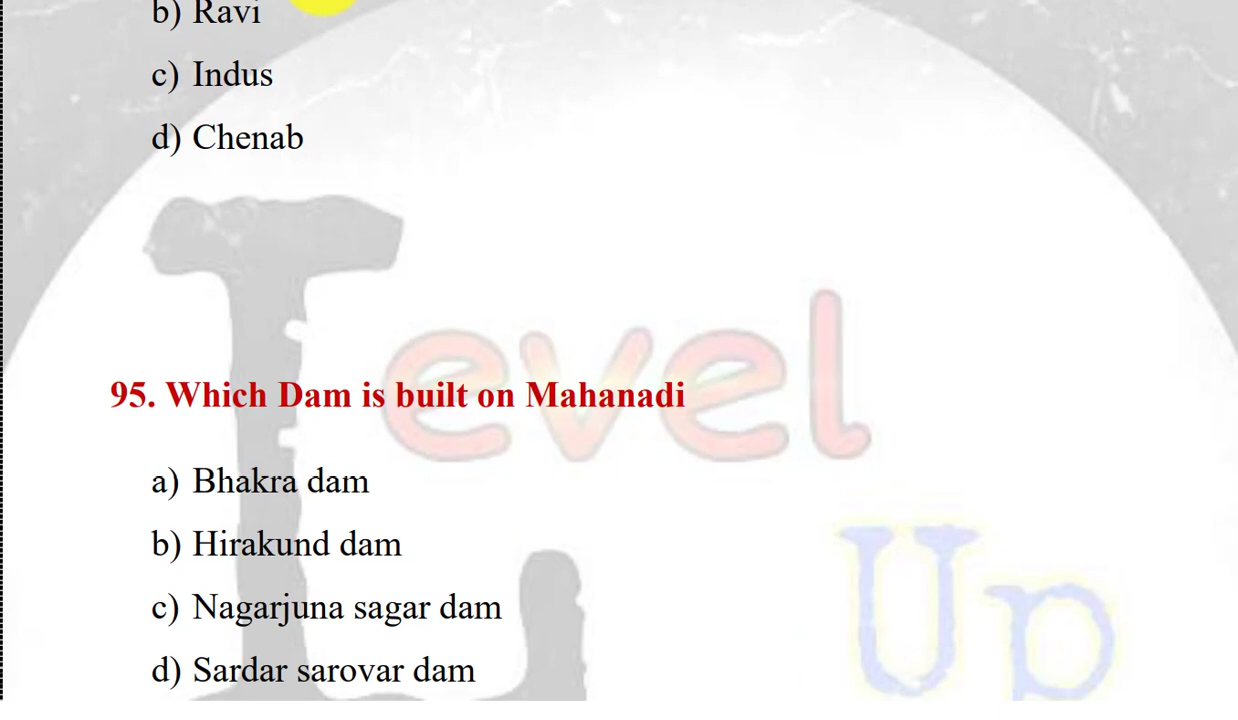 b) Ravi
c) Indus
d) Chenab
95. Which Dam is built on Mahanadi
a) Bhakra dam
b) Hirakund dam
c) Nagarjuna sagar dam
d) Sardar sarovar dam
Level
Up